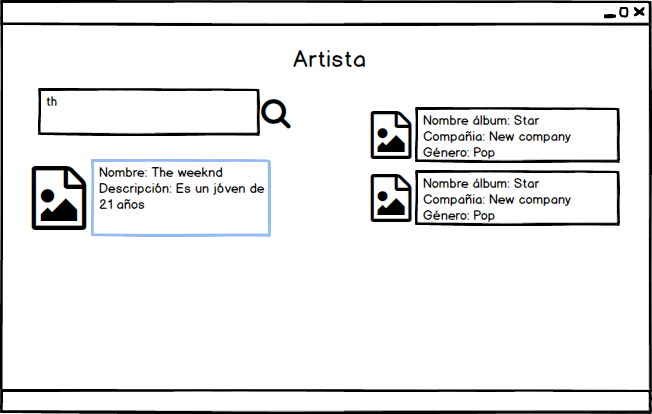 Artista
th
Nombre: The weeknd
Descripción: Es un jóven de
21 años
Nombre álbum: Star
Compañia: New company
Género: Pop
Nombre álbum: Star
Compañia: New company
Género: Pop